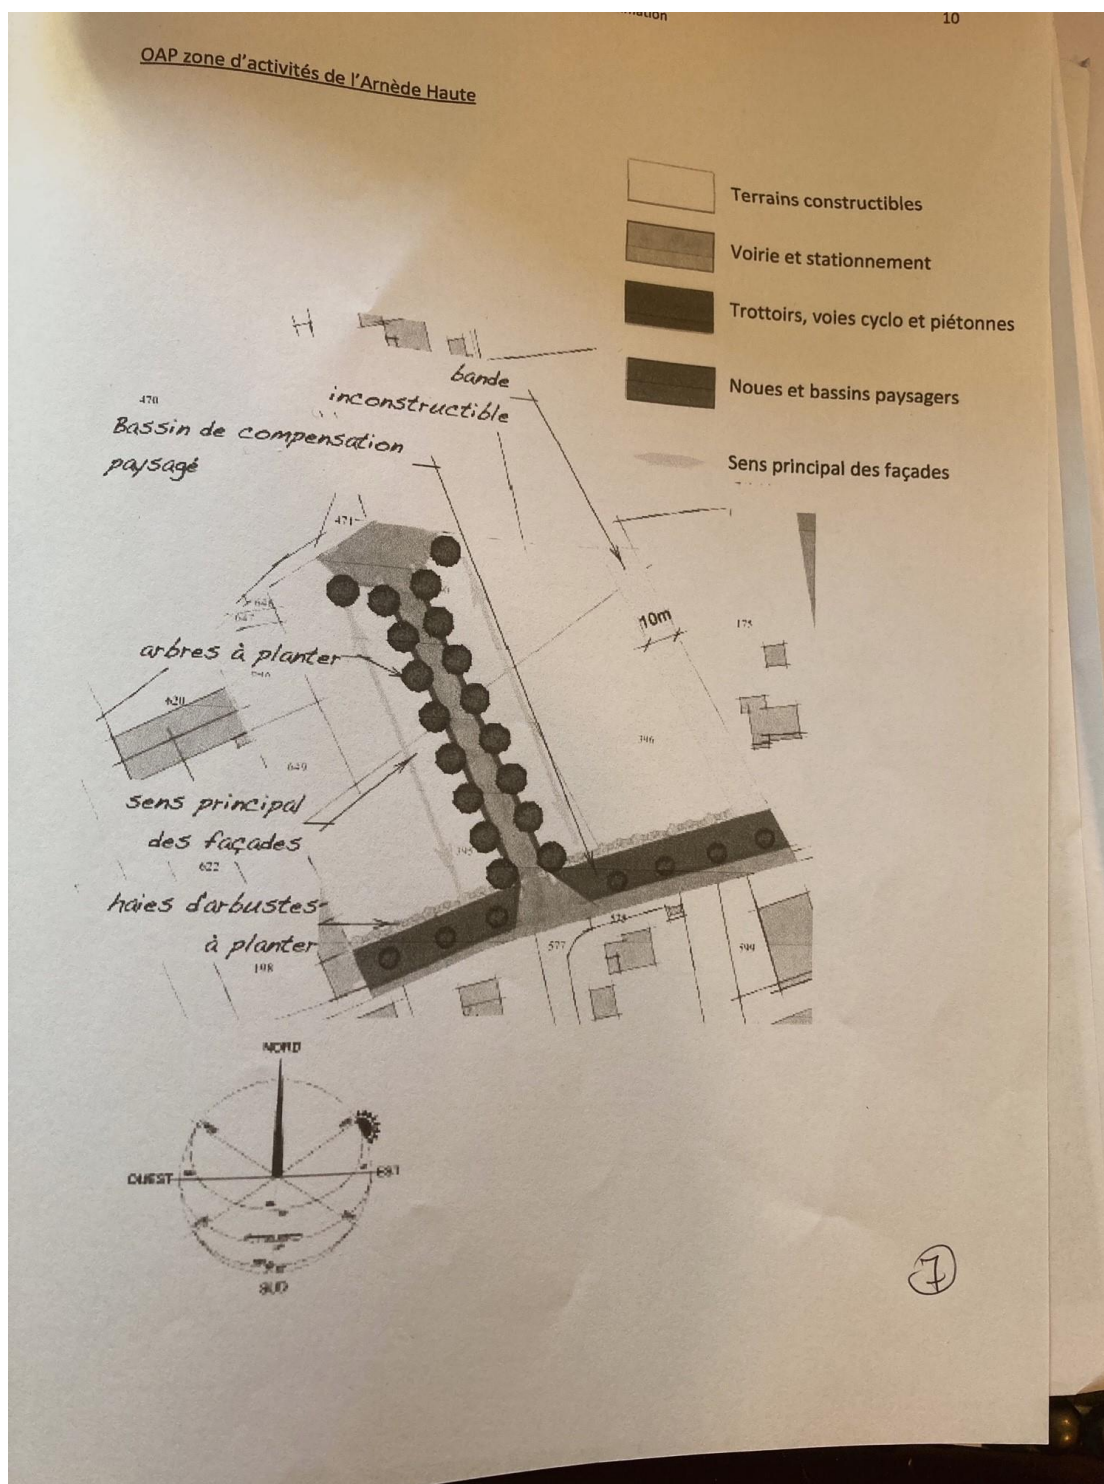 10
OAP zone d'activités de l'Arnède Haute
Terrains constructibles
Voirie et stationnement
Trottoirs, voies cyclo et piétonnes
Noues et bassins paysagers
Sens principal des façades
bande
inconstructible
470
Bassin de compensation
paysagé
471
10m
175
arbres à planter
620
649
396
sens principal
des façades
622
haies d'arbustes
à planter
198
577
599
NORD
OUEST
EST
SUD
7